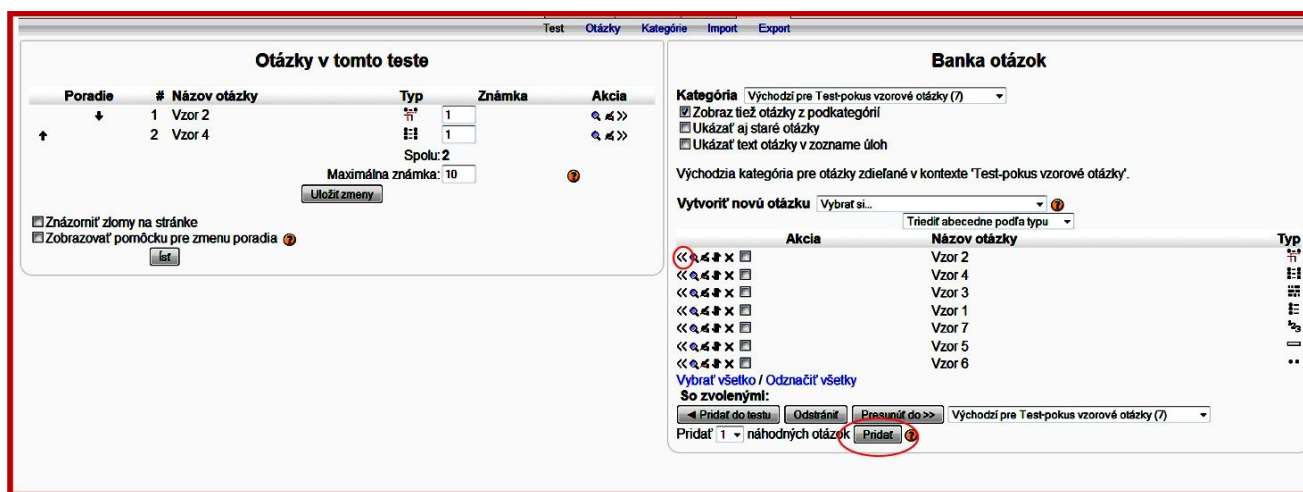 Test Otázky Kategórie Import Export
Otázky v tomto teste
Poradie # Názov otázky Typ Známka Akcia
1 Vzor 2 1
2 Vzor 4 1
Spolu: 2
Maximálna známka: 10
Uložiť zmeny
Znázorniť zlomy na stránke
Zobrazovať pomôcku pre zmenu poradia
Ísť
Banka otázok
Kategória Východzí pre Test-pokus vzorové otázky (7)
Zobraz tiež otázky z podkategórií
Ukázať aj staré otázky
Ukázať text otázky v zozname úloh
Východzia kategória pre otázky zdieľané v kontexte 'Test-pokus vzorové otázky'.
Vytvoriť novú otázku Vybrať si...
Triediť abecedne podľa typu
Akcia Názov otázky Typ
Vzor 2
Vzor 4
Vzor 3
Vzor 1
Vzor 7
Vzor 5
Vzor 6
Vybrať všetko / Odznačiť všetky
So zvolenými:
◄ Pridať do testu Odstrániť Presunúť do >> Východzí pre Test-pokus vzorové otázky (7)
Pridať 1 náhodných otázok Pridať